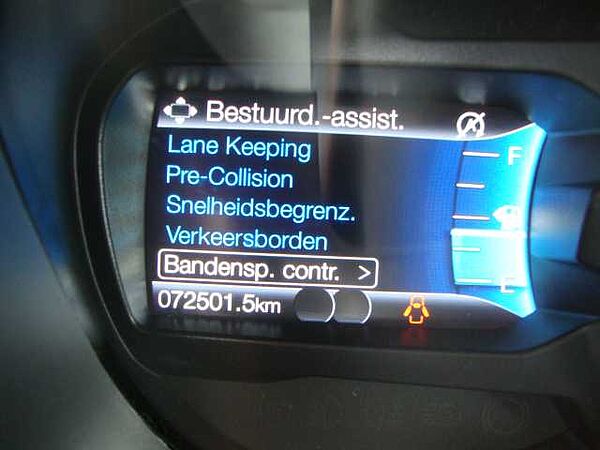 Bestuurd.-assist.
Lane Keeping
Pre-Collision
Snelheidsbegrenz.
Verkeersborden
Bandensp. contr. >
072501.5km
F
E